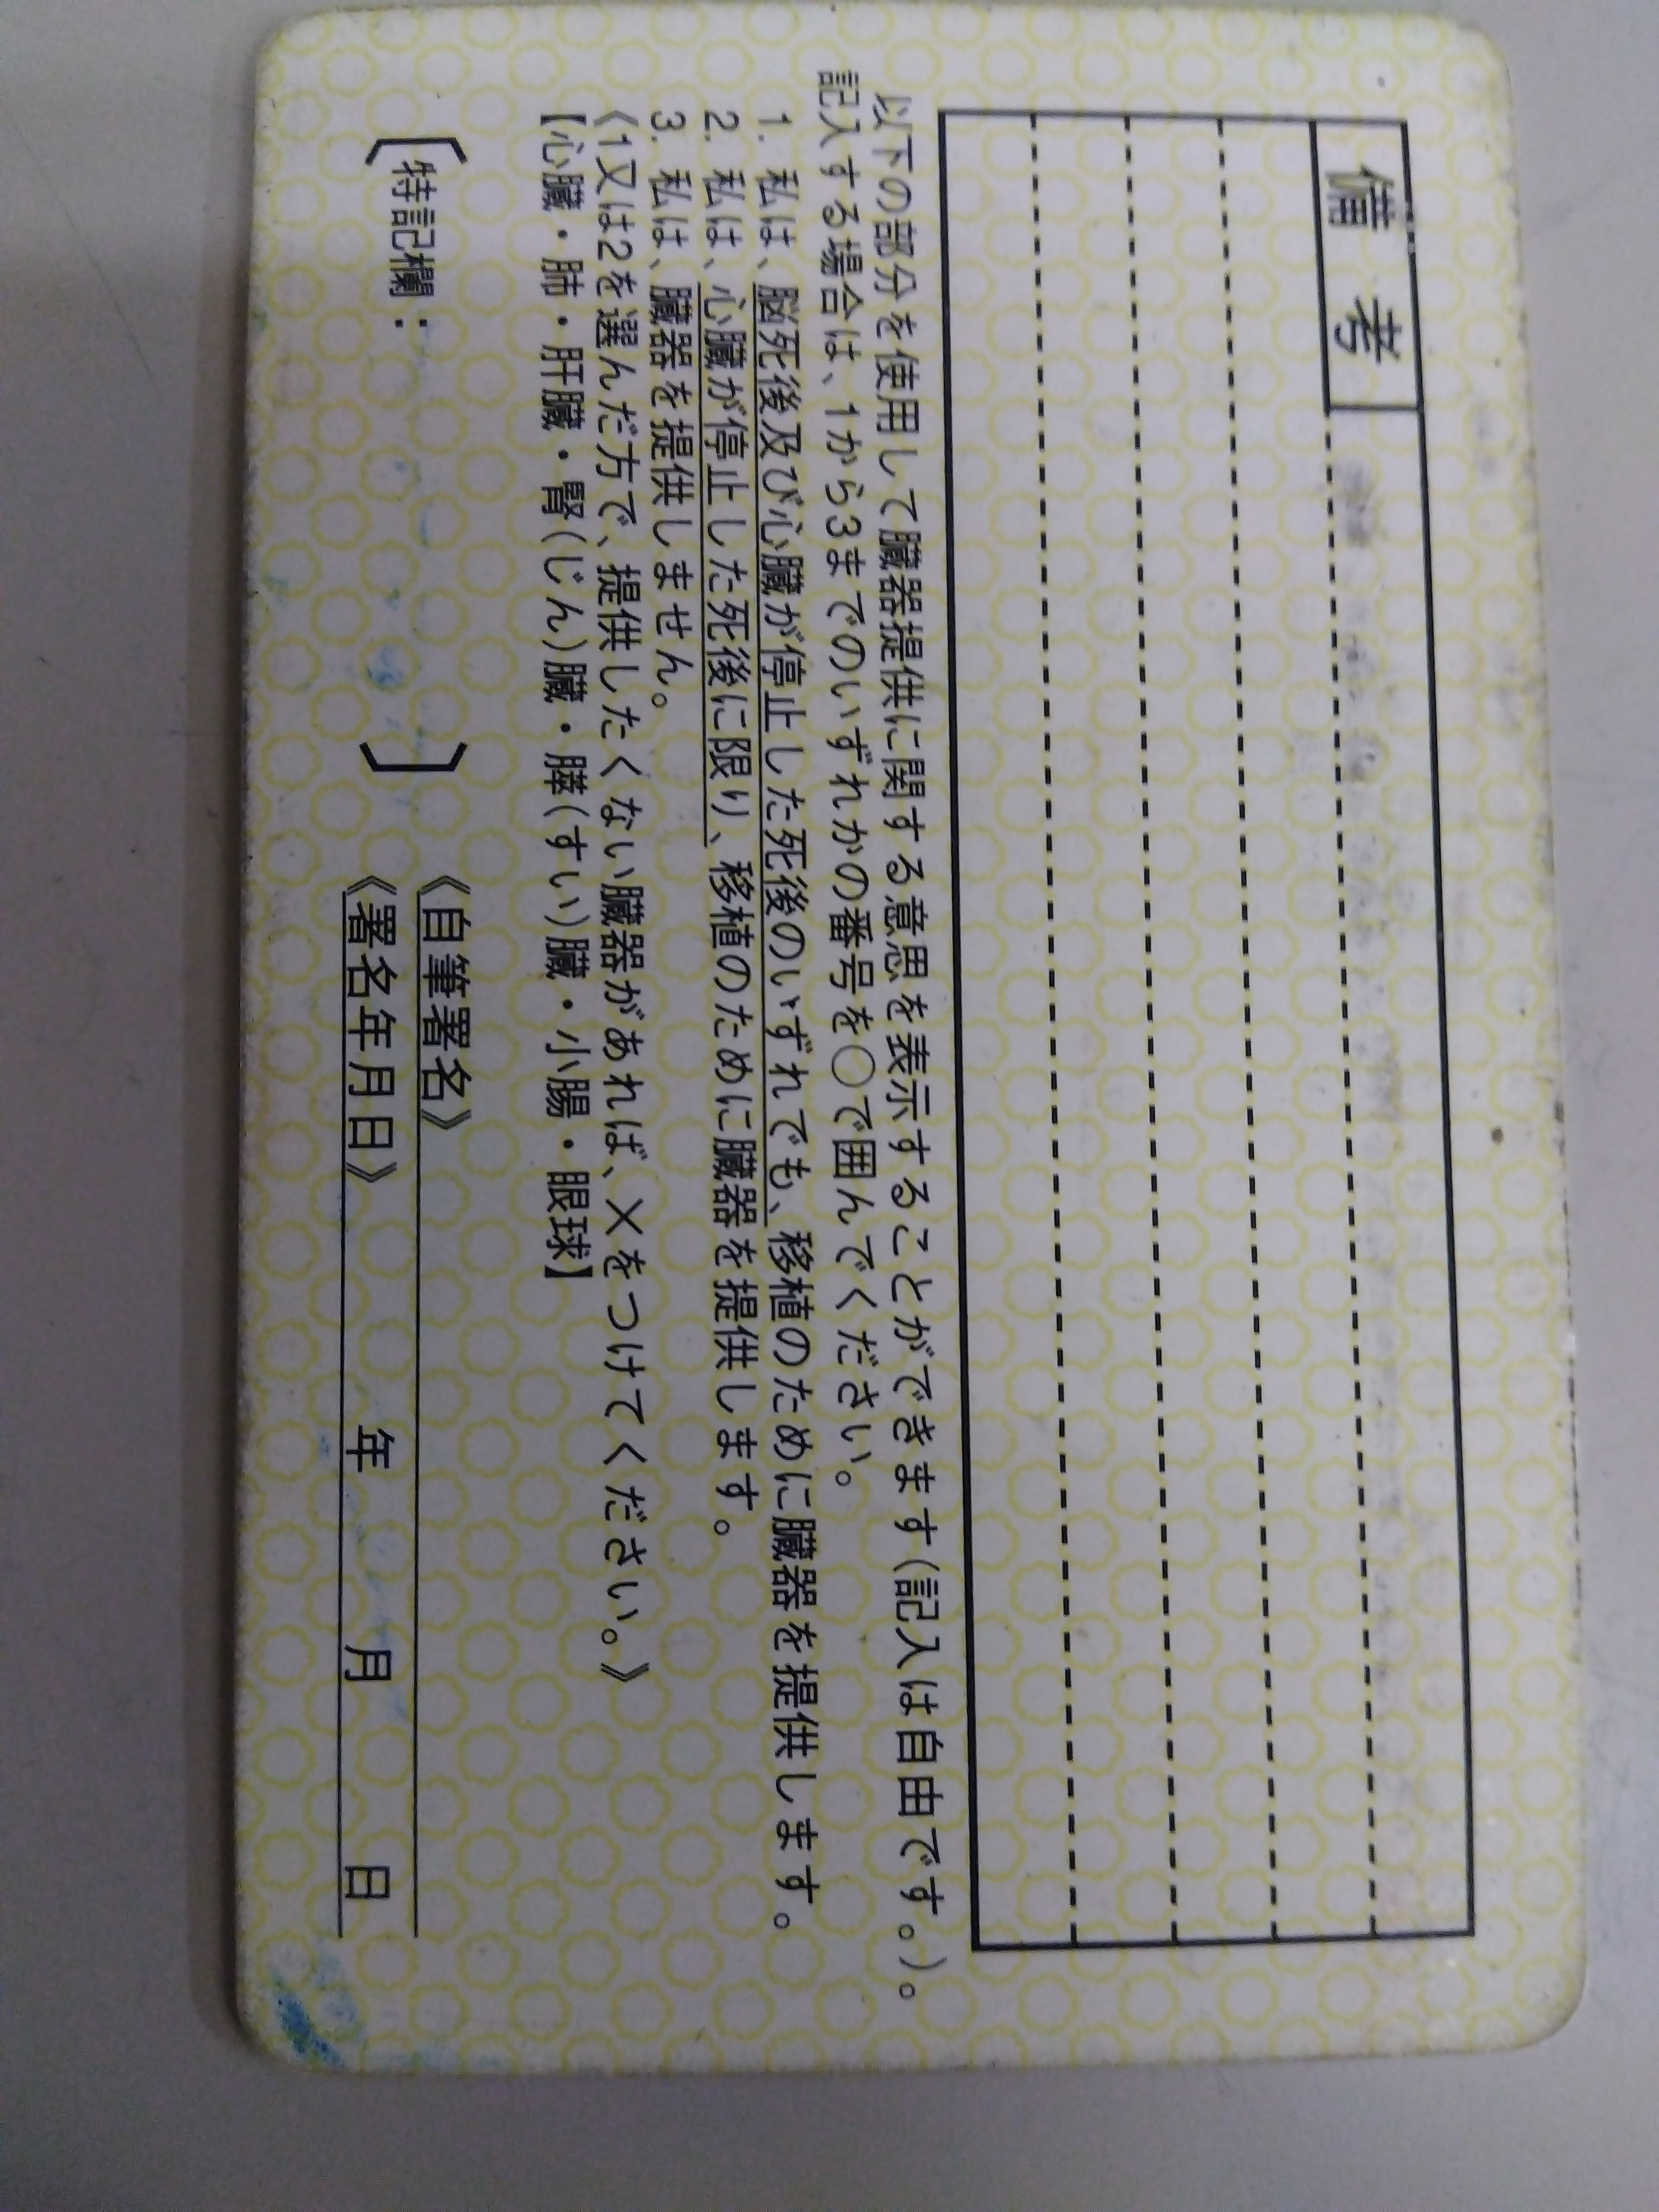 備考
以下の部分を使用して臓器提供に関する意思を表示することができます(記入は自由です。)。
記入する場合は、1から3までのいずれかの番号を○で囲んでください。
1. 私は、脳死後及び心臓が停止した死後のいずれでも、移植のために臓器を提供します。
2. 私は、心臓が停止した死後に限り、移植のために臓器を提供します。
3. 私は、臓器を提供しません。
《1又は2を選んだ方で、提供したくない臓器があれば、×をつけてください。》
【心臓・肺・肝臓・腎(じん)臓・膵(すい)臓・小腸・眼球】
〔特記欄: 〕
《自筆署名》
《署名年月日》 年 月 日